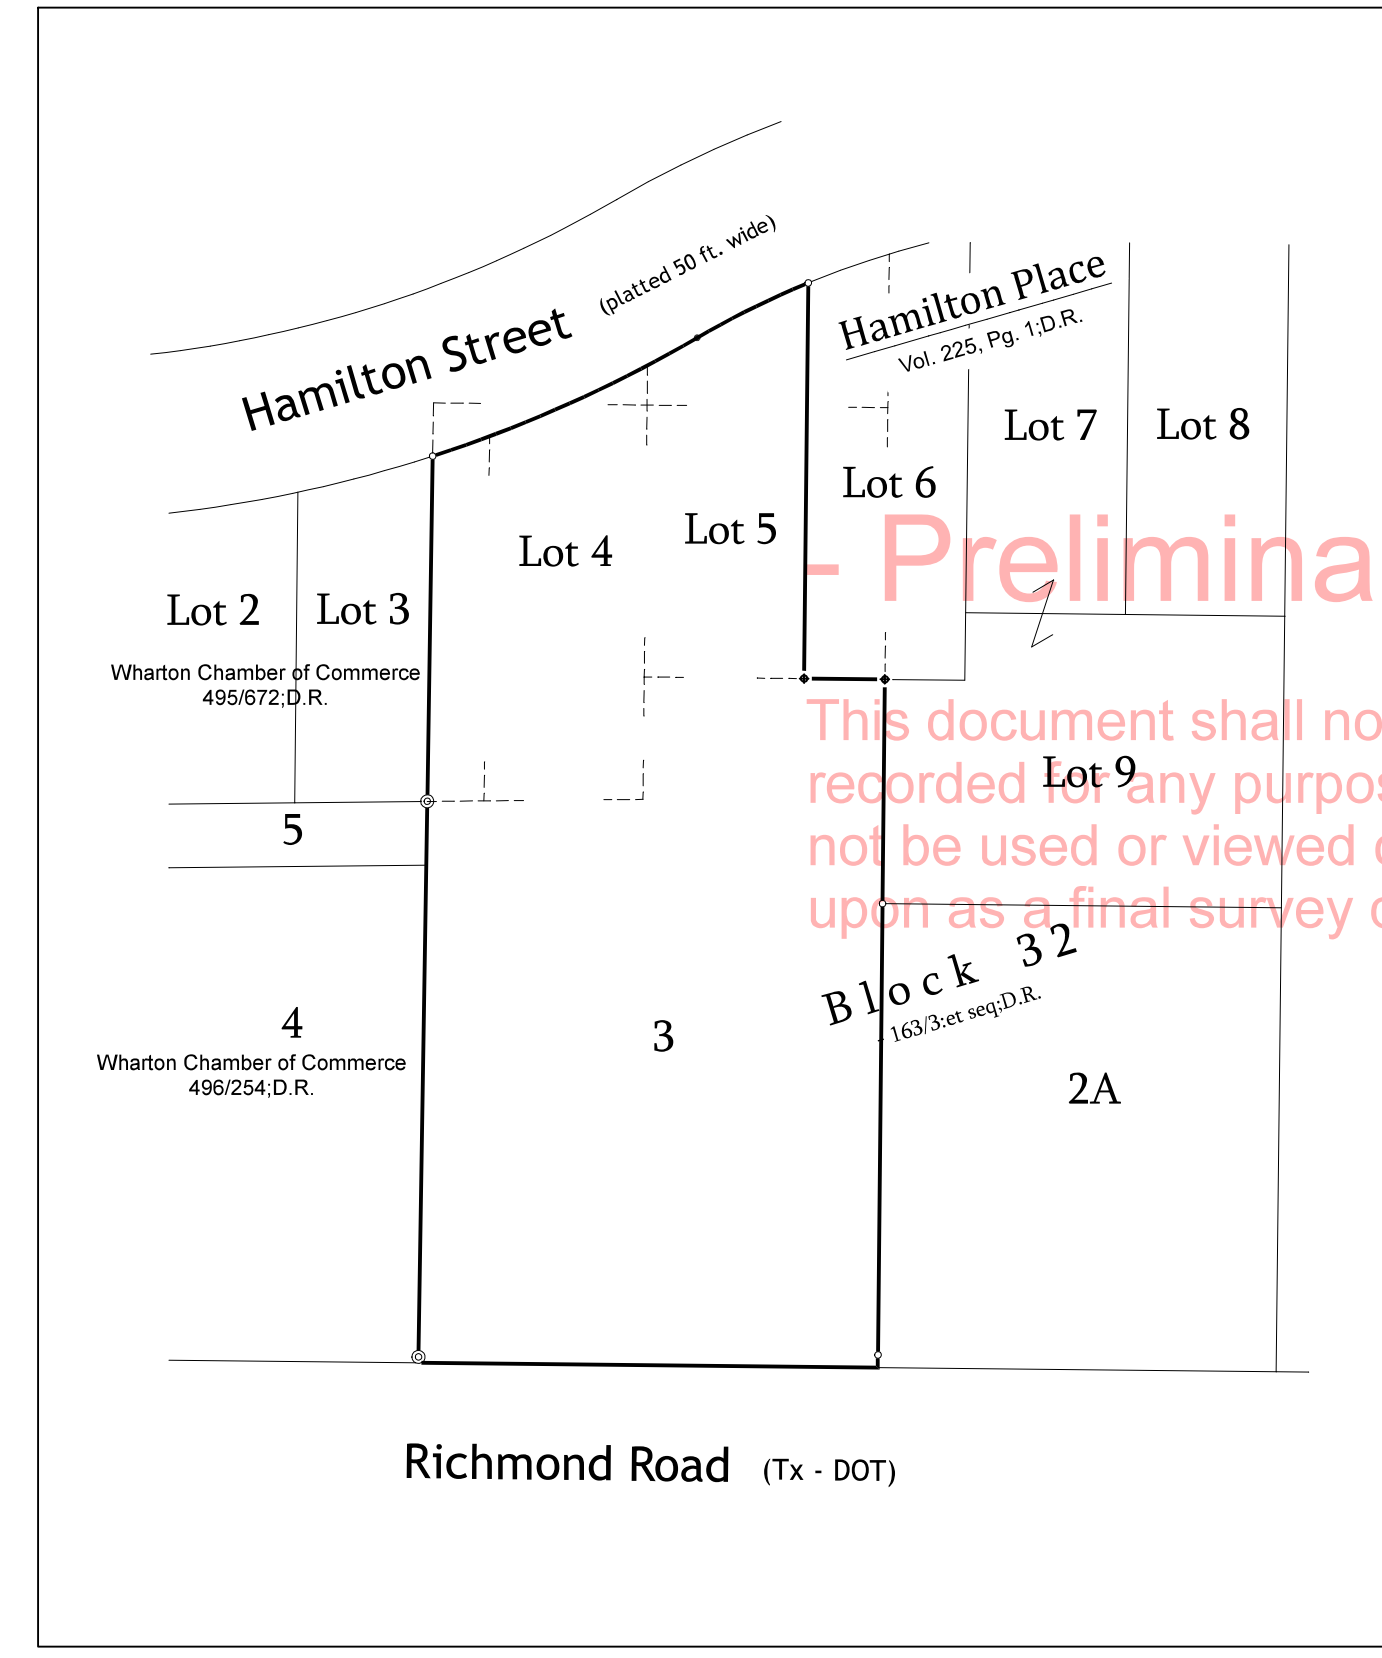 Hamilton Street (platted 50 ft. wide)
Hamilton Place
Vol. 225, Pg. 1;D.R.
Lot 7
Lot 8
Lot 6
Lot 5
Lot 4
- Prelimina
Lot 2
Lot 3
Wharton Chamber of Commerce
495/672;D.R.
This document shall no
Lot 9
recorded for any purpos
5
not be used or viewed
upon as a final survey
Block 32
- 163/3:et seq;D.R.
4
3
Wharton Chamber of Commerce
496/254;D.R.
2A
Richmond Road (Tx - DOT)